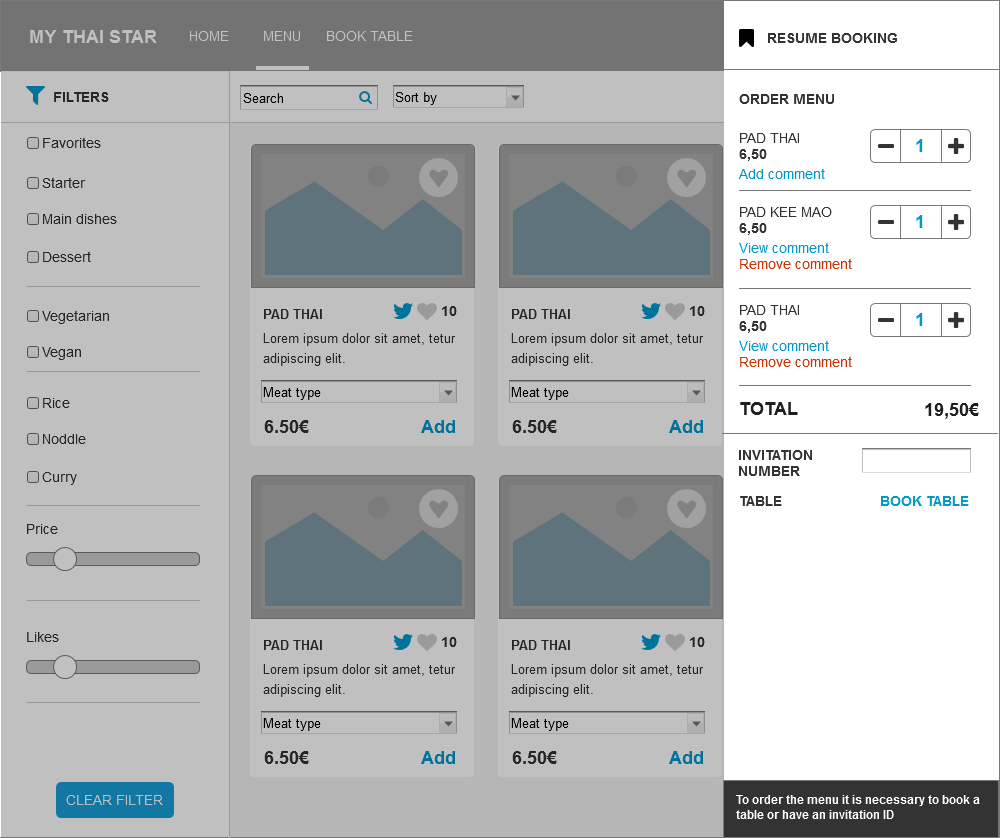 MY THAI STAR
HOME
MENU
BOOK TABLE
FILTERS
Favorites
Starter
Main dishes
Dessert
Vegetarian
Vegan
Rice
Noddle
Curry
Price
Likes
CLEAR FILTER
Search
Sort by
PAD THAI
10
Lorem ipsum dolor sit amet, tetur
adipiscing elit.
Meat type
6.50€
Add
PAD THAI
10
Lorem ipsum dolor sit amet, tetur
adipiscing elit.
Meat type
6.50€
Add
PAD THAI
10
Lorem ipsum dolor sit amet, tetur
adipiscing elit.
Meat type
6.50€
Add
PAD THAI
10
Lorem ipsum dolor sit amet, tetur
adipiscing elit.
Meat type
6.50€
Add
RESUME BOOKING
ORDER MENU
PAD THAI
6,50
Add comment
1
PAD KEE MAO
6,50
View comment
Remove comment
1
PAD THAI
6,50
View comment
Remove comment
1
TOTAL
19,50€
INVITATION
NUMBER
TABLE
BOOK TABLE
To order the menu it is necessary to book a
table or have an invitation ID